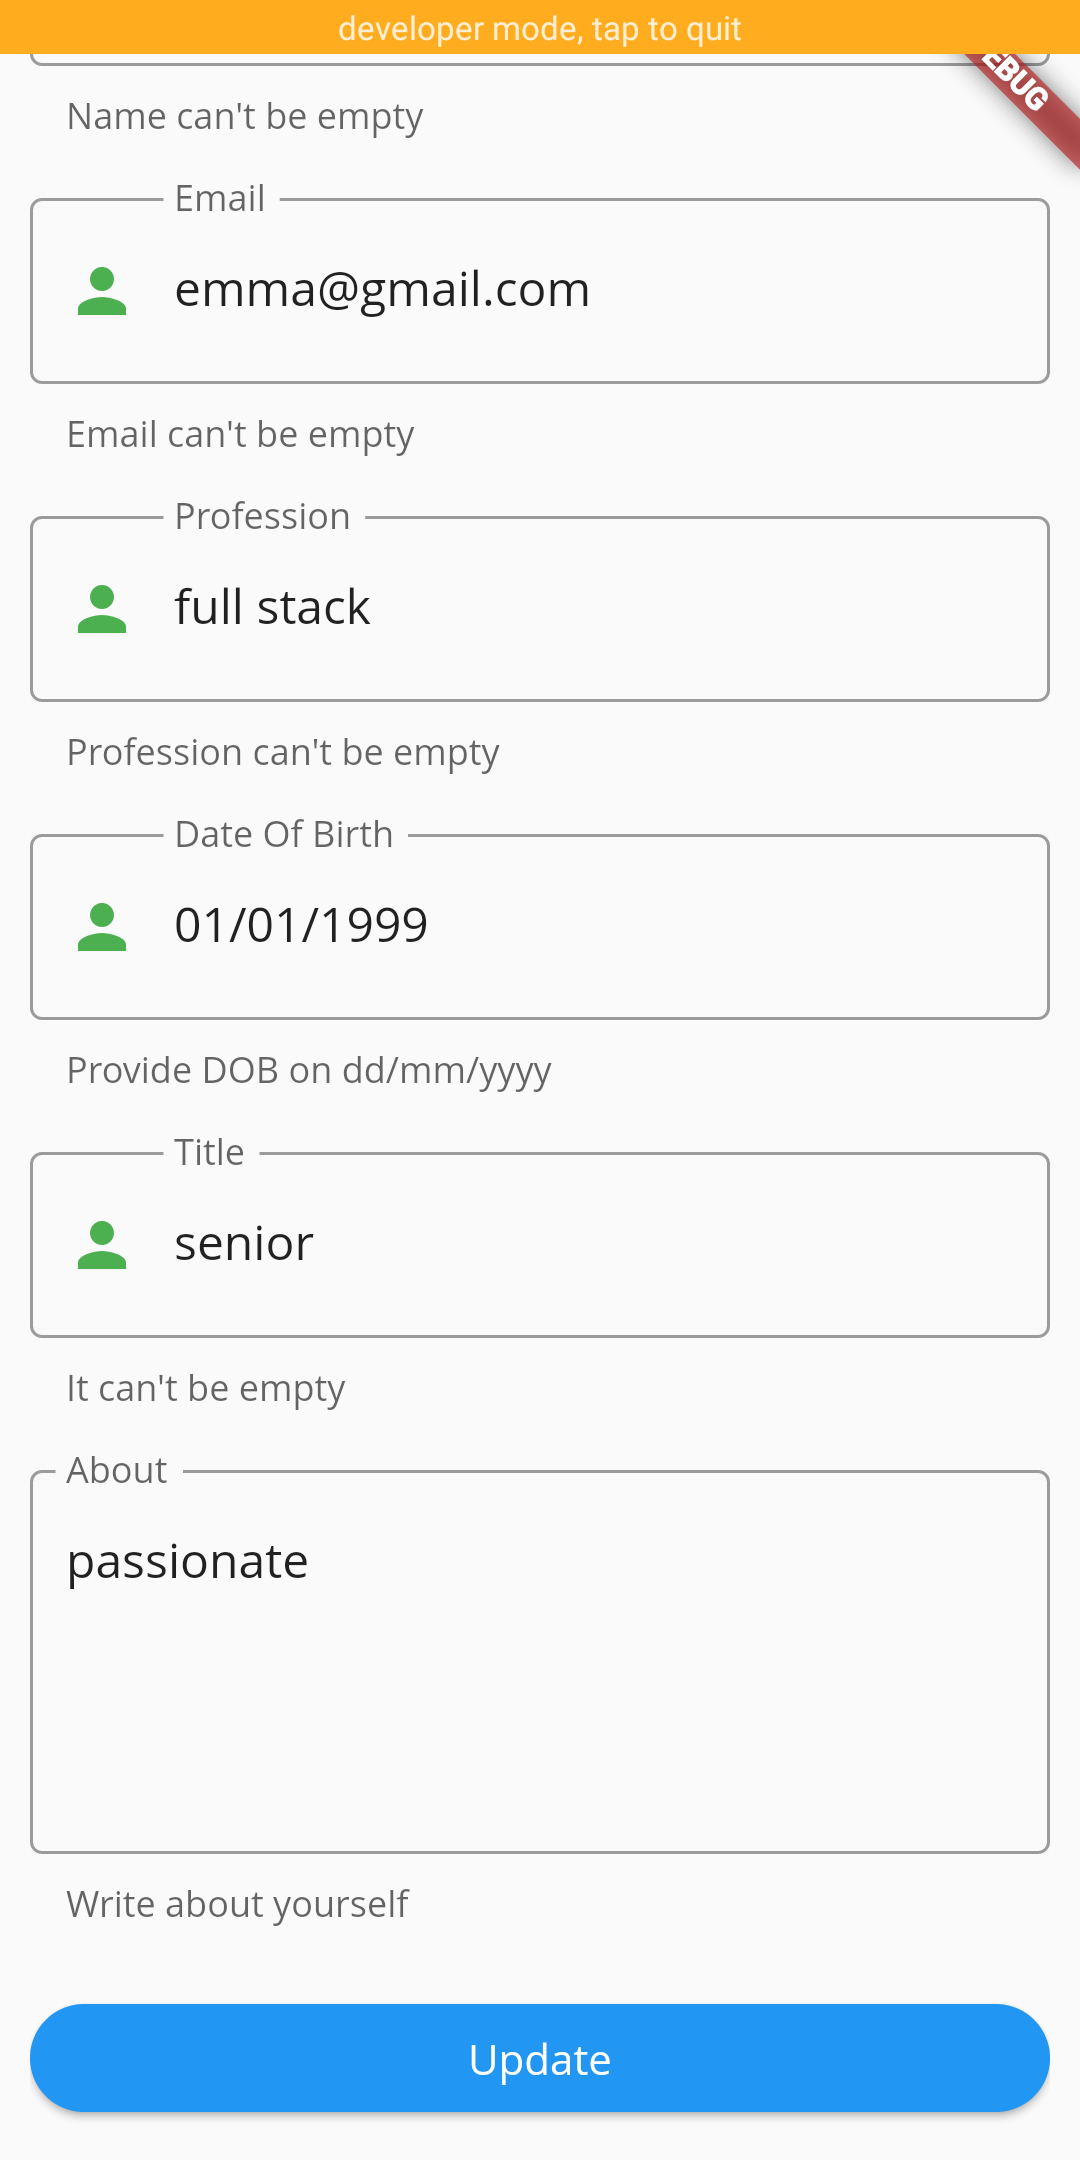 developer mode, tap to quit
EBUG
Name can't be empty
Email
emma@gmail.com
Email can't be empty
Profession
full stack
Profession can't be empty
Date Of Birth
01/01/1999
Provide DOB on dd/mm/yyyy
Title
senior
It can't be empty
About
passionate
Write about yourself
Update